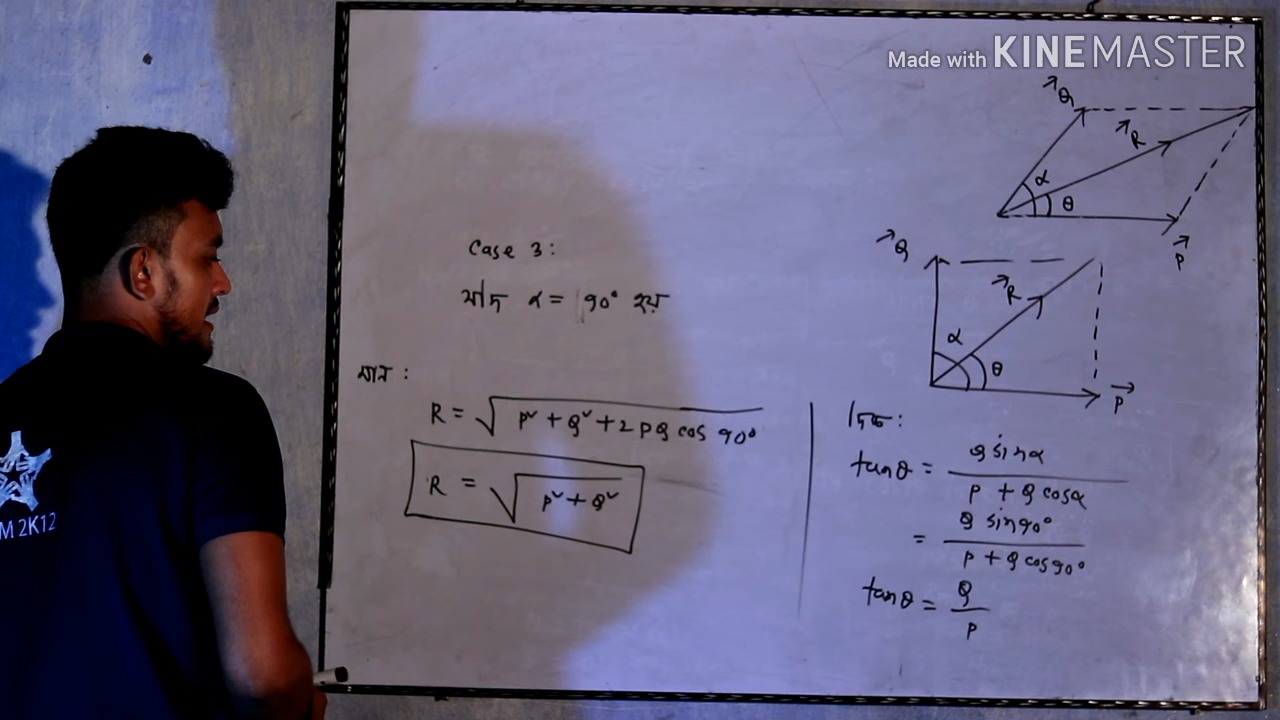 Made with KINEMASTER
Q
R
α
θ
P
Case 3:
যদি α = 90° হয়
Q
R
α
θ
P
মান :
R = √P² + Q² + 2PQ cos 90°
R = √P² + Q²
দিক :
tanθ = Q sinα / P + Q cosα
= Q sin90° / P + Q cos90°
tanθ = Q / P
M 2K12